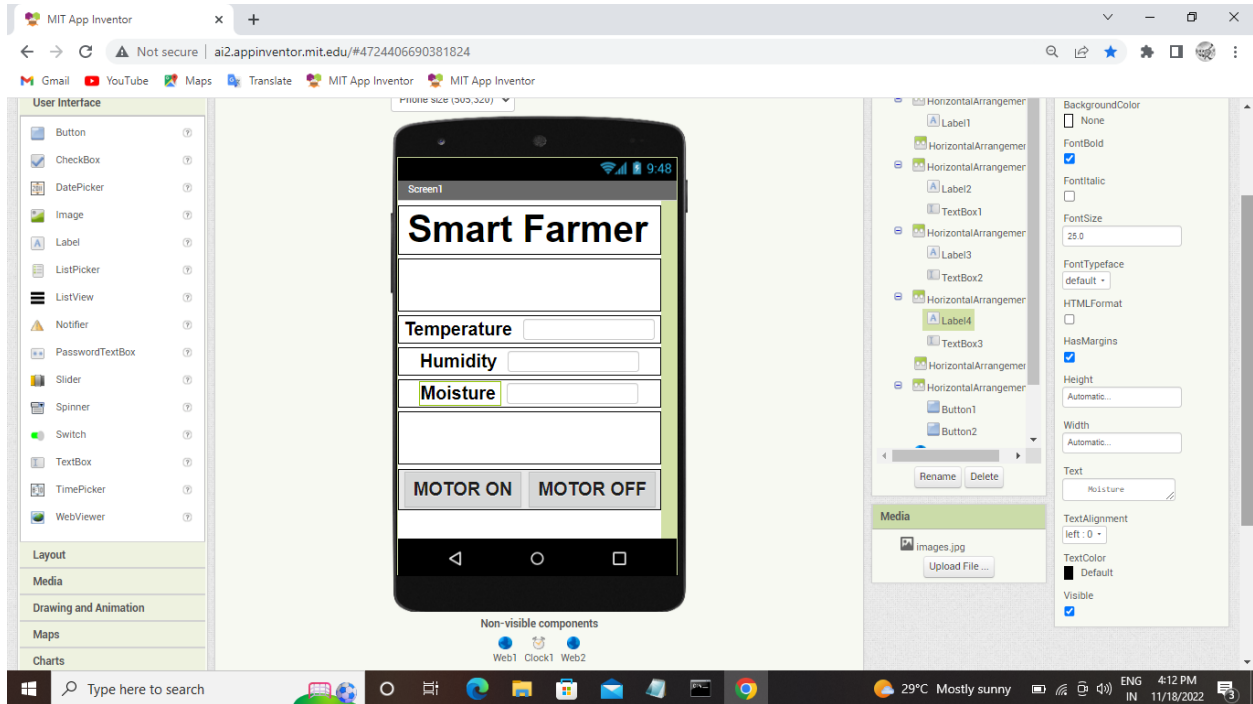 MIT App Inventor
Not secure | ai2.appinventor.mit.edu/#4724406690381824
Gmail YouTube Maps Translate MIT App Inventor MIT App Inventor
User Interface
Button
CheckBox
DatePicker
Image
Label
ListPicker
ListView
Notifier
PasswordTextBox
Slider
Spinner
Switch
TextBox
TimePicker
WebViewer
Layout
Media
Drawing and Animation
Maps
Charts
Phone size (505,320)
9:48
Screen1
Smart Farmer
Temperature
Humidity
Moisture
MOTOR ON MOTOR OFF
Non-visible components
Web1 Clock1 Web2
HorizontalArrangemer
Label1
HorizontalArrangemer
HorizontalArrangemer
Label2
TextBox1
HorizontalArrangemer
Label3
TextBox2
HorizontalArrangemer
Label4
TextBox3
HorizontalArrangemer
HorizontalArrangemer
Button1
Button2
Rename Delete
Media
images.jpg
Upload File ...
BackgroundColor
None
FontBold
FontItalic
FontSize
25.0
FontTypeface
default
HTMLFormat
HasMargins
Height
Automatic...
Width
Automatic...
Text
Moisture
TextAlignment
left : 0
TextColor
Default
Visible
Type here to search
29°C Mostly sunny
ENG
IN
4:12 PM
11/18/2022
3